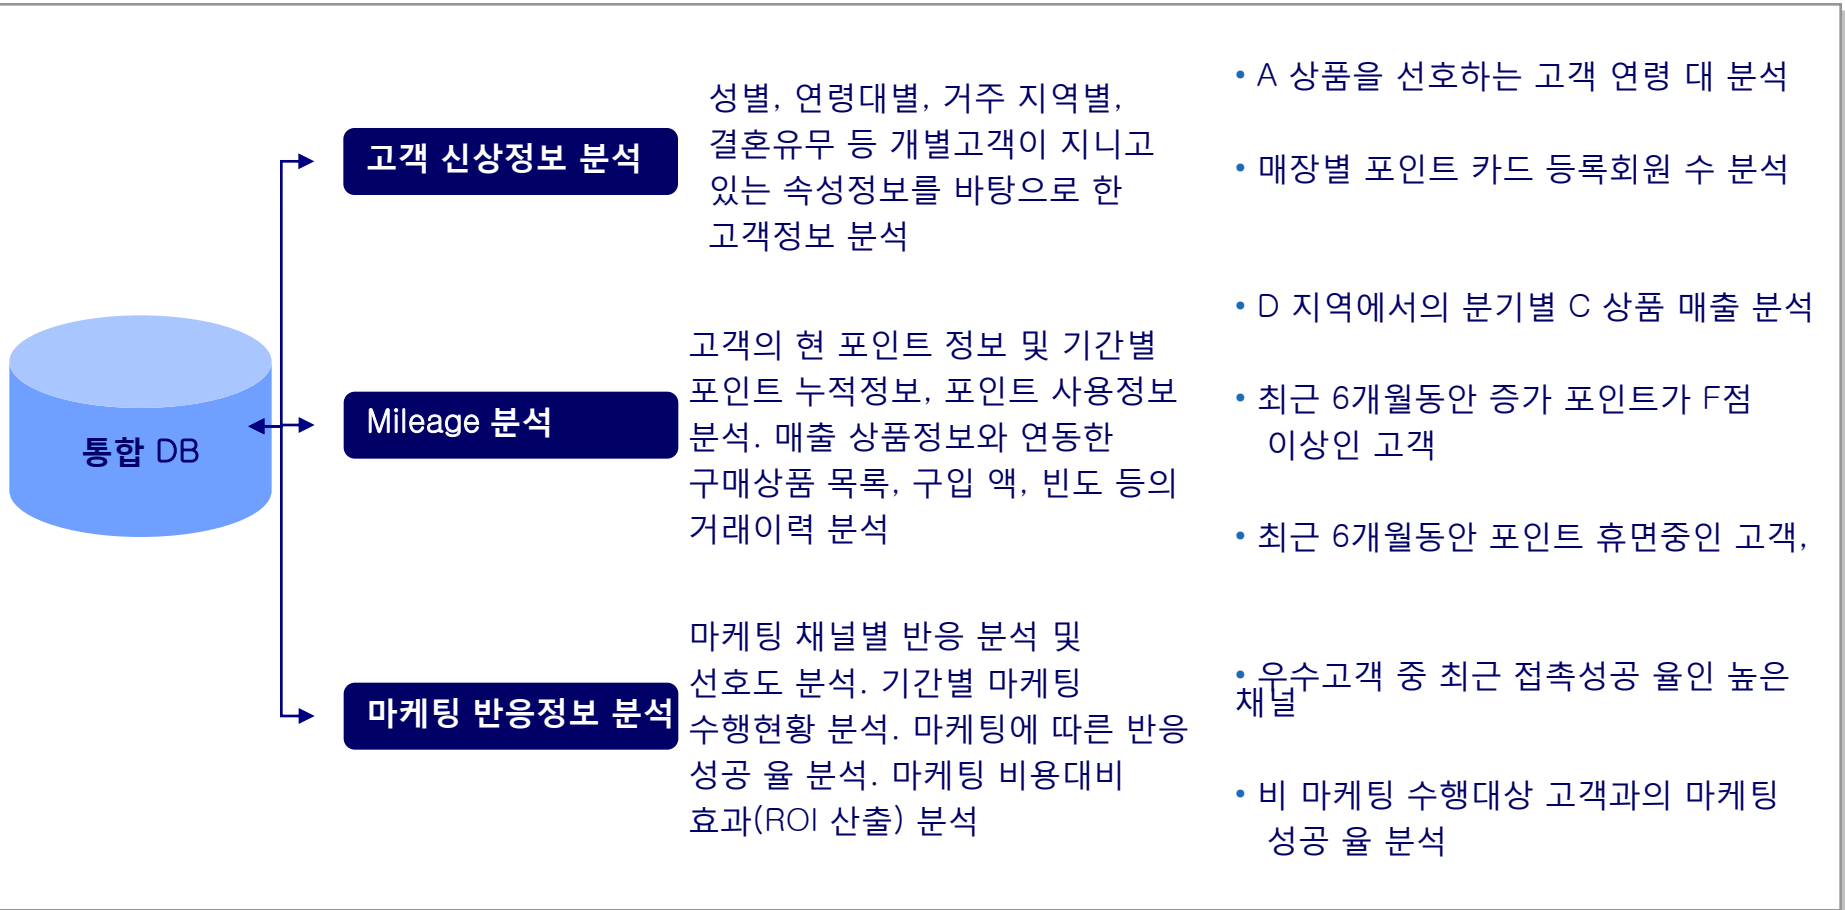 통합 DB
고객 신상정보 분석
성별, 연령대별, 거주 지역별,
결혼유무 등 개별고객이 지니고
있는 속성정보를 바탕으로 한
고객정보 분석
• A 상품을 선호하는 고객 연령 대 분석
• 매장별 포인트 카드 등록회원 수 분석
Mileage 분석
고객의 현 포인트 정보 및 기간별
포인트 누적정보, 포인트 사용정보
분석. 매출 상품정보와 연동한
구매상품 목록, 구입 액, 빈도 등의
거래이력 분석
• D 지역에서의 분기별 C 상품 매출 분석
• 최근 6개월동안 증가 포인트가 F점
이상인 고객
• 최근 6개월동안 포인트 휴면중인 고객,
마케팅 반응정보 분석
마케팅 채널별 반응 분석 및
선호도 분석. 기간별 마케팅
수행현황 분석. 마케팅에 따른 반응
성공 율 분석. 마케팅 비용대비
효과(ROI 산출) 분석
• 우수고객 중 최근 접촉성공 율인 높은
채널
• 비 마케팅 수행대상 고객과의 마케팅
성공 율 분석